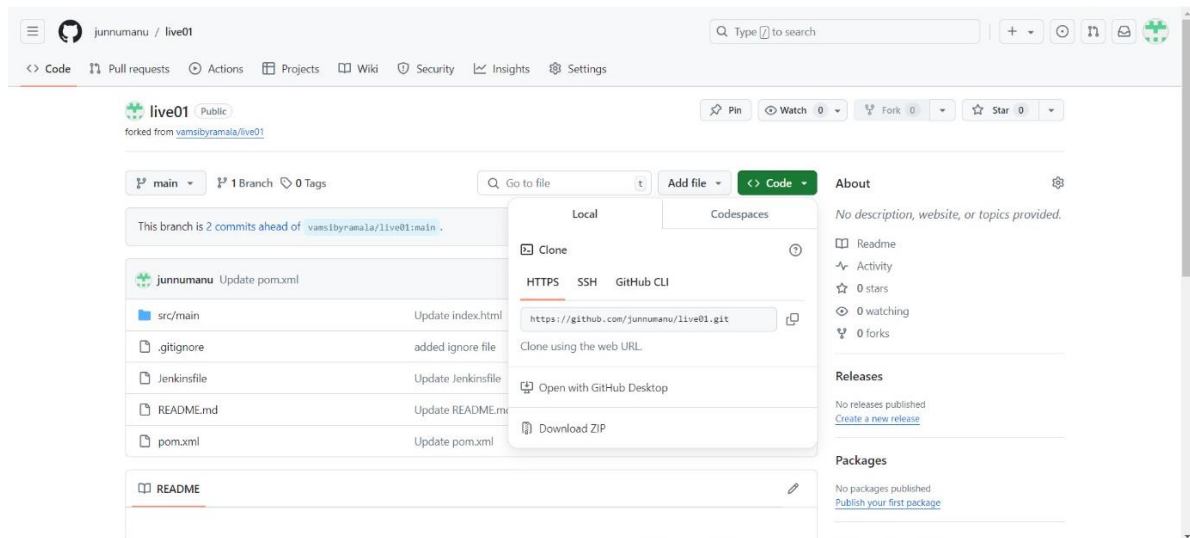 junnumanu / live01
Type / to search
Code Pull requests Actions Projects Wiki Security Insights Settings
live01 Public
Pin Watch 0 Fork 0 Star 0
forked from vamsibyramala/live01
main 1 Branch 0 Tags Go to file t Add file Code
About
Local Codespaces
No description, website, or topics provided.
This branch is 2 commits ahead of vamsibyramala/live01:main .
Clone
Readme
Activity
HTTPS SSH GitHub CLI
0 stars
junnumanu Update pom.xml
0 watching
src/main Update index.html
https://github.com/junnumanu/live01.git
0 forks
.gitignore added ignore file
Clone using the web URL.
Jenkinsfile Update Jenkinsfile
Open with GitHub Desktop
Releases
README.md Update README.m
No releases published
Create a new release
Download ZIP
pom.xml Update pom.xml
Packages
README
No packages published
Publish your first package